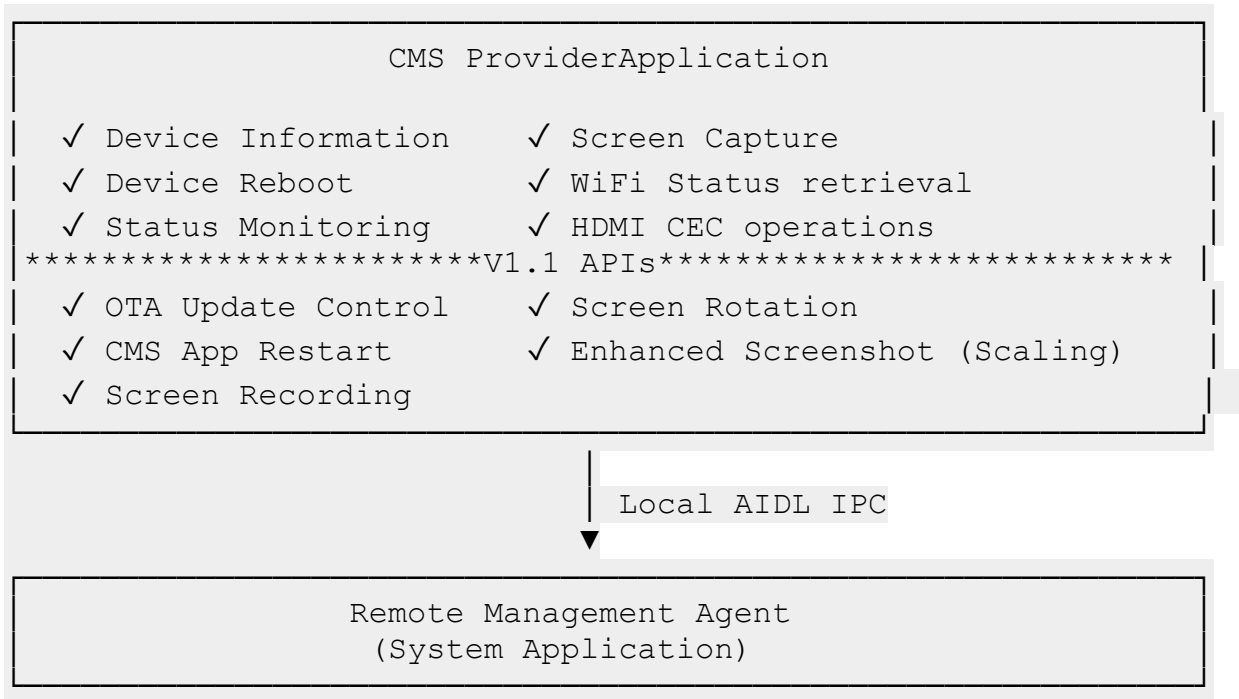 CMS ProviderApplication
✓ Device Information ✓ Screen Capture
✓ Device Reboot ✓ WiFi Status retrieval
✓ Status Monitoring ✓ HDMI CEC operations
************************V1.1 APIs***************************
✓ OTA Update Control ✓ Screen Rotation
✓ CMS App Restart ✓ Enhanced Screenshot (Scaling)
✓ Screen Recording
Local AIDL IPC
Remote Management Agent
(System Application)